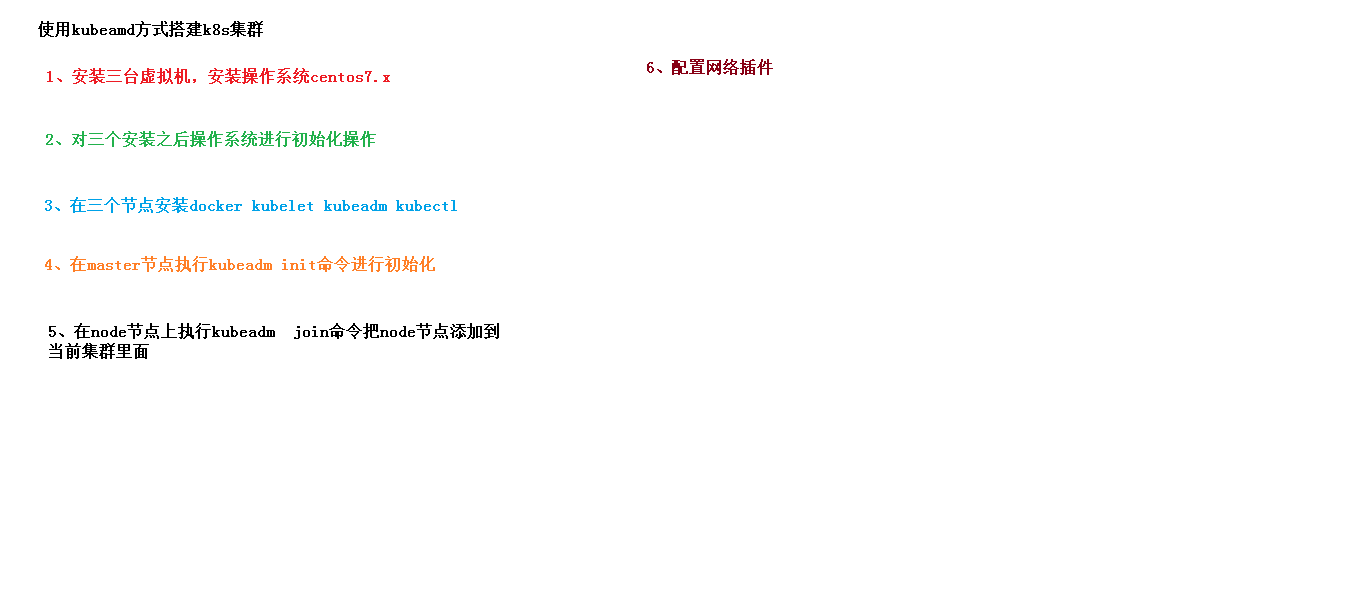 使用kubeamd方式搭建k8s集群
1、安装三台虚拟机，安装操作系统centos7.x
2、对三个安装之后操作系统进行初始化操作
3、在三个节点安装docker kubelet kubeadm kubectl
4、在master节点执行kubeadm init命令进行初始化
5、在node节点上执行kubeadm  join命令把node节点添加到
当前集群里面
6、配置网络插件